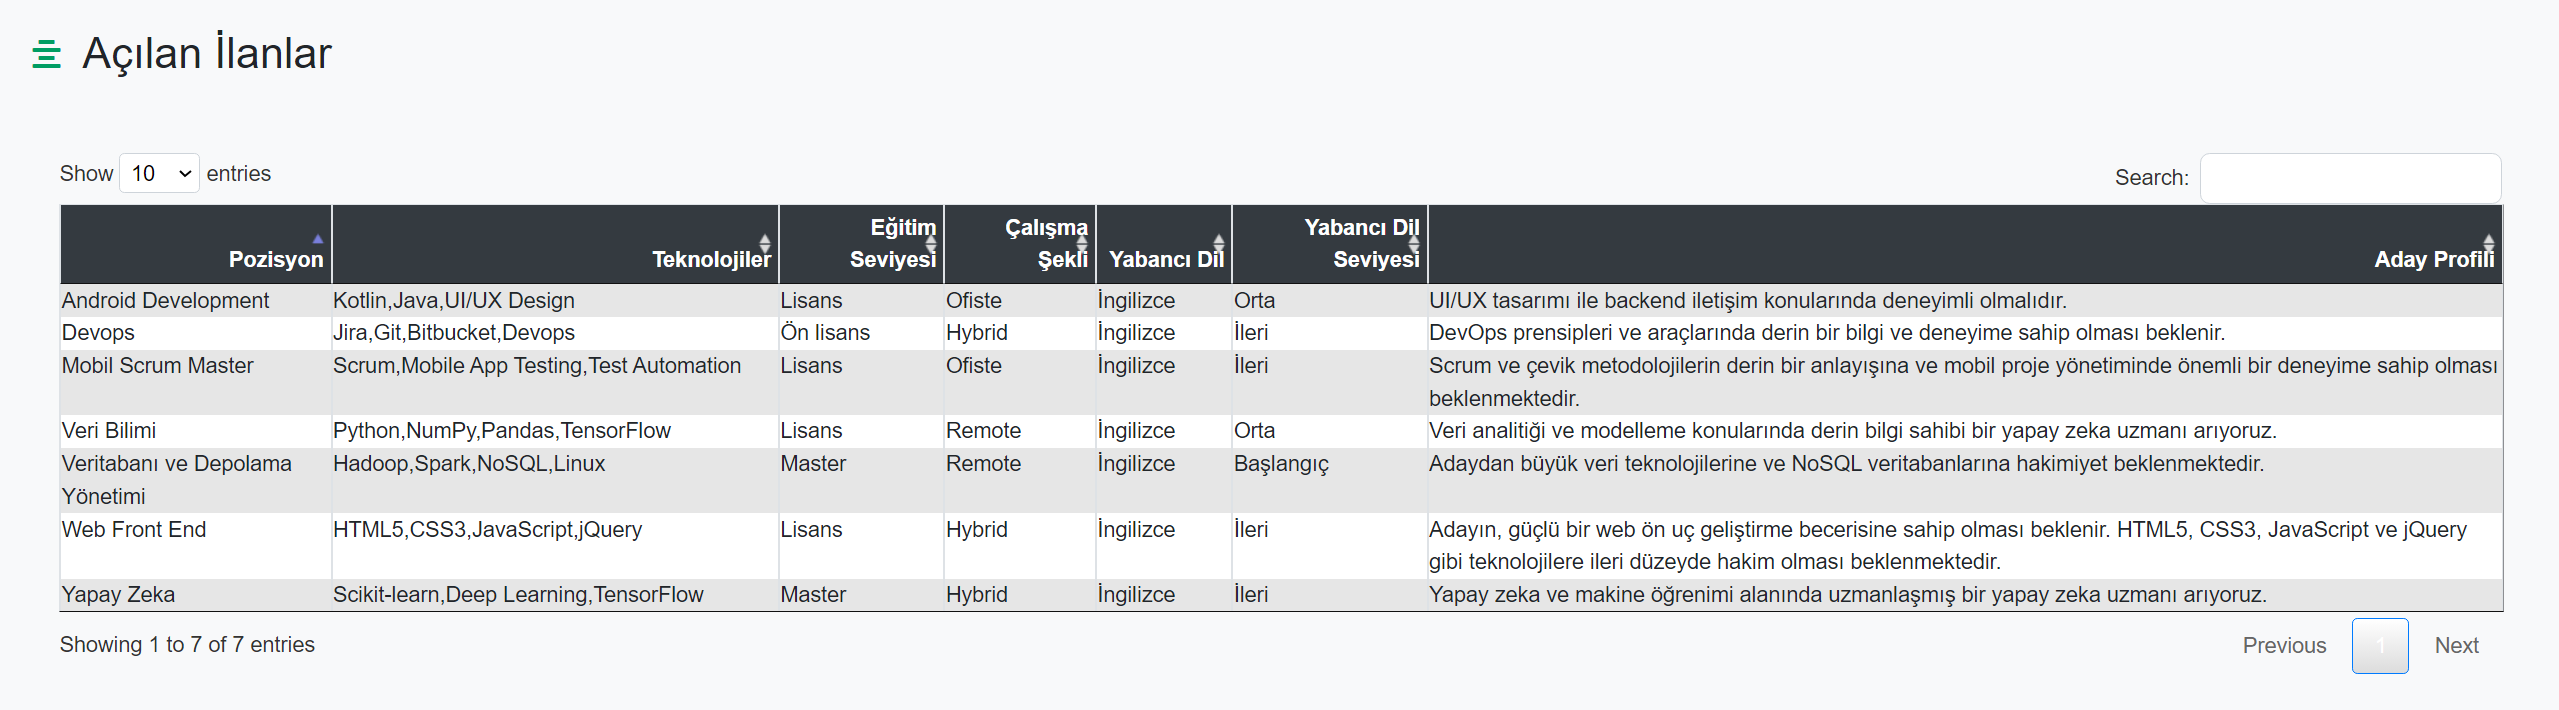 Açılan İlanlar
Show 10 entries
Search:
Pozisyon Teknolojiler Eğitim Seviyesi Çalışma Şekli Yabancı Dil Yabancı Dil Seviyesi Aday Profili
Android Development Kotlin,Java,UI/UX Design Lisans Ofiste İngilizce Orta UI/UX tasarımı ile backend iletişim konularında deneyimli olmalıdır.
Devops Jira,Git,Bitbucket,Devops Ön lisans Hybrid İngilizce İleri DevOps prensipleri ve araçlarında derin bir bilgi ve deneyime sahip olması beklenir.
Mobil Scrum Master Scrum,Mobile App Testing,Test Automation Lisans Ofiste İngilizce İleri Scrum ve çevik metodolojilerin derin bir anlayışına ve mobil proje yönetiminde önemli bir deneyime sahip olması
beklenmektedir.
Veri Bilimi Python,NumPy,Pandas,TensorFlow Lisans Remote İngilizce Orta Veri analitiği ve modelleme konularında derin bilgi sahibi bir yapay zeka uzmanı arıyoruz.
Veritabanı ve Depolama Hadoop,Spark,NoSQL,Linux Master Remote İngilizce Başlangıç Adaydan büyük veri teknolojilerine ve NoSQL veritabanlarına hakimiyet beklenmektedir.
Yönetimi
Web Front End HTML5,CSS3,JavaScript,jQuery Lisans Hybrid İngilizce İleri Adayın, güçlü bir web ön uç geliştirme becerisine sahip olması beklenir. HTML5, CSS3, JavaScript ve jQuery
gibi teknolojilere ileri düzeyde hakim olması beklenmektedir.
Yapay Zeka Scikit-learn,Deep Learning,TensorFlow Master Hybrid İngilizce İleri Yapay zeka ve makine öğrenimi alanında uzmanlaşmış bir yapay zeka uzmanı arıyoruz.
Showing 1 to 7 of 7 entries
Previous 1 Next